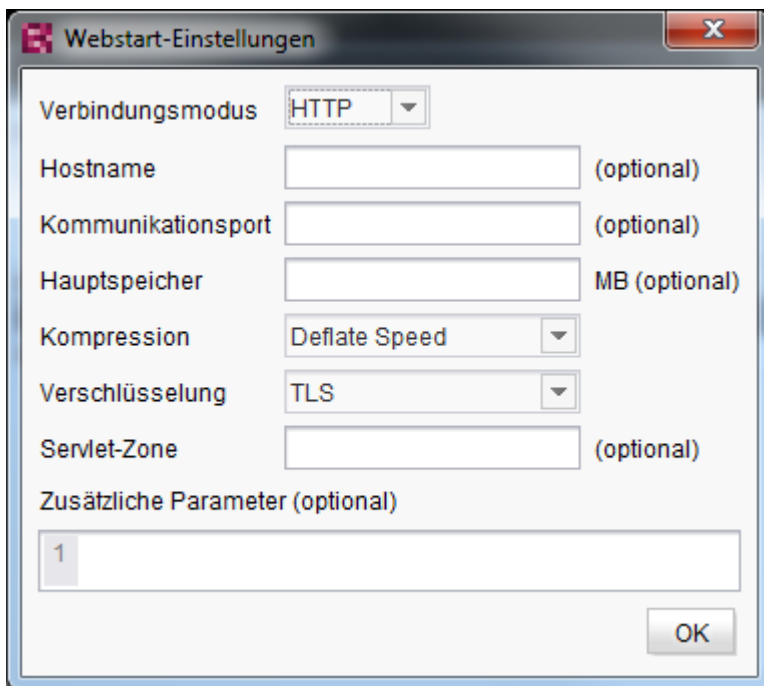 Webstart-Einstellungen
Verbindungsmodus HTTP
Hostname (optional)
Kommunikationsport (optional)
Hauptspeicher MB (optional)
Kompression Deflate Speed
Verschlüsselung TLS
Servlet-Zone (optional)
Zusätzliche Parameter (optional)
1
OK